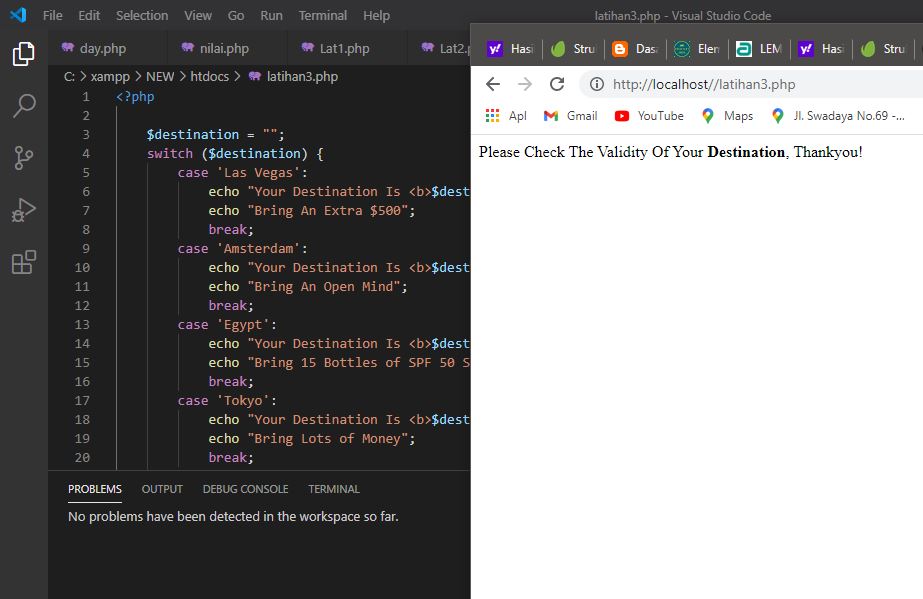 File Edit Selection View Go Run Terminal Help
latihan3.php - Visual Studio Code
day.php nilai.php Lat1.php Lat2.p
C: > xampp > NEW > htdocs > latihan3.php
1 <?php
2
3 $destination = "";
4 switch ($destination) {
5 case 'Las Vegas':
6 echo "Your Destination Is <b>$dest
7 echo "Bring An Extra $500";
8 break;
9 case 'Amsterdam':
10 echo "Your Destination Is <b>$dest
11 echo "Bring An Open Mind";
12 break;
13 case 'Egypt':
14 echo "Your Destination Is <b>$dest
15 echo "Bring 15 Bottles of SPF 50 S
16 break;
17 case 'Tokyo':
18 echo "Your Destination Is <b>$dest
19 echo "Bring Lots of Money";
20 break;
PROBLEMS OUTPUT DEBUG CONSOLE TERMINAL
No problems have been detected in the workspace so far.
y! Hasi Stru Dasa Elen LEM y! Hasi Stru
http://localhost//latihan3.php
Apl Gmail YouTube Maps Jl. Swadaya No.69 -...
Please Check The Validity Of Your Destination, Thankyou!